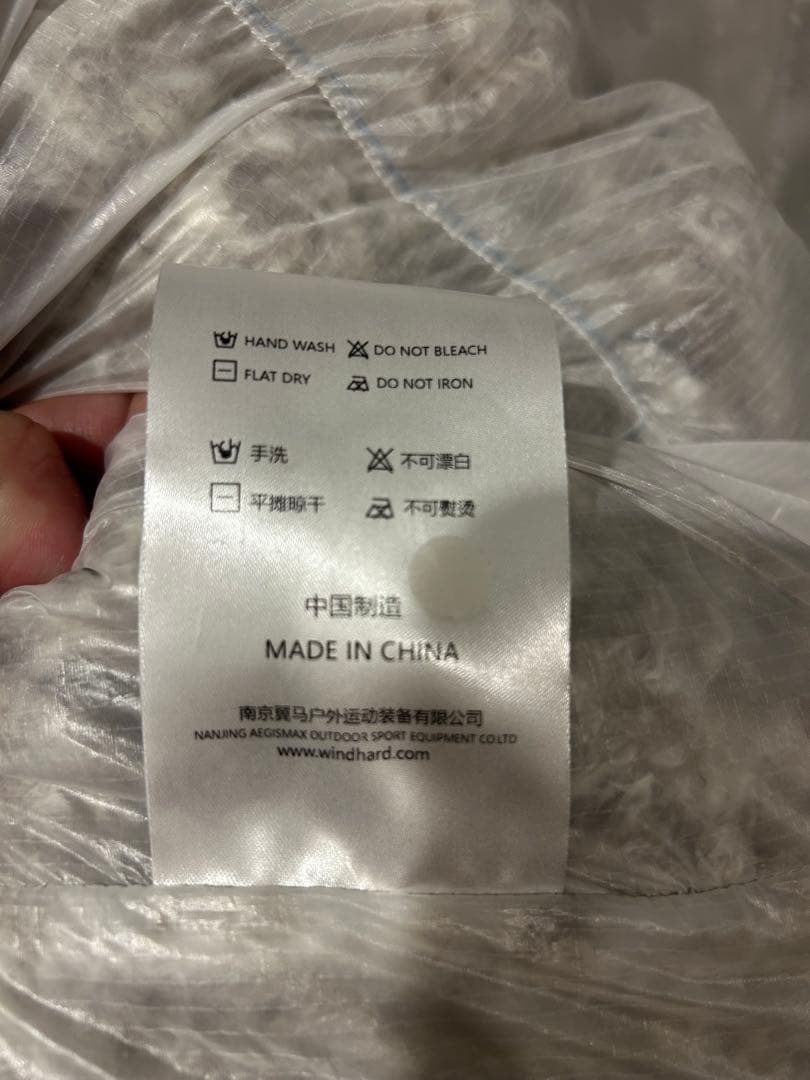 HAND WASH DO NOT BLEACH
FLAT DRY DO NOT IRON
手洗 不可漂白
平摊晾干 不可熨烫
中国制造
MADE IN CHINA
南京翼马户外运动装备有限公司
NANJING AEGISMAX OUTDOOR SPORT EQUIPMENT CO LTD
www.windhard.com